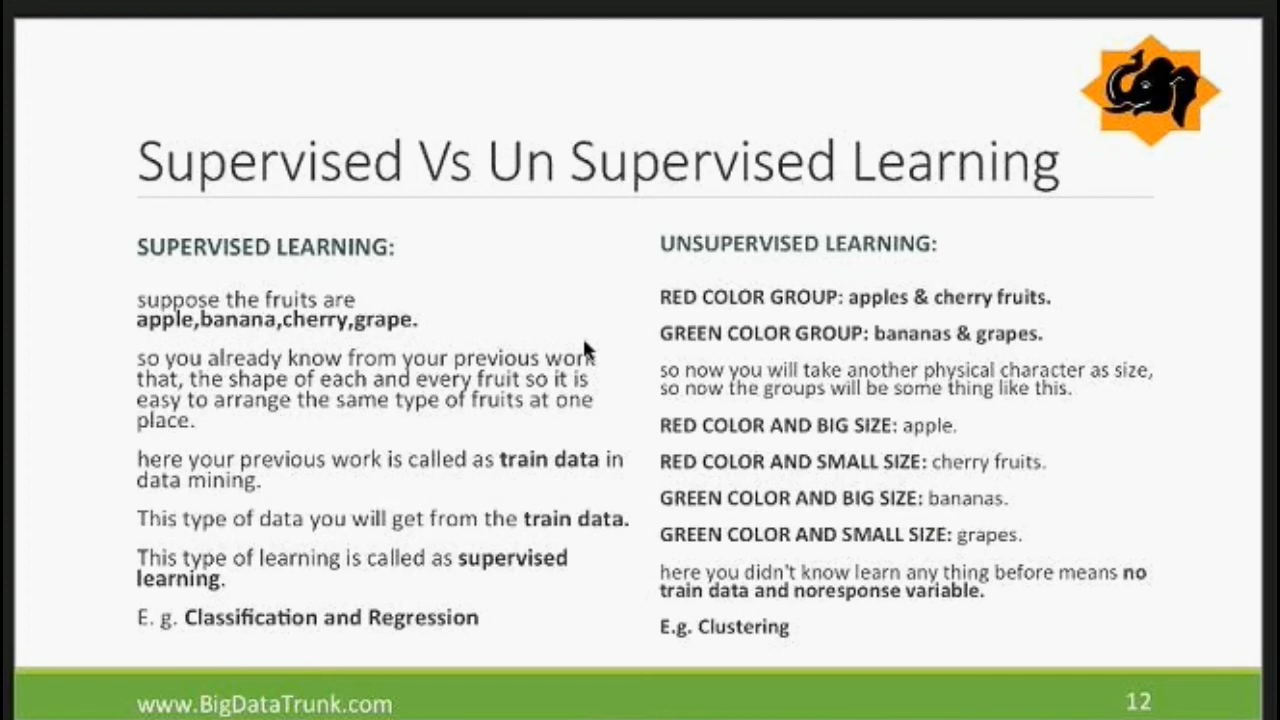 Supervised Vs Un Supervised Learning
SUPERVISED LEARNING:
suppose the fruits are
apple,banana,cherry,grape.
so you already know from your previous work
that, the shape of each and every fruit so it is
easy to arrange the same type of fruits at one
place.
here your previous work is called as train data in
data mining.
This type of data you will get from the train data.
This type of learning is called as supervised
learning.
E. g. Classification and Regression
UNSUPERVISED LEARNING:
RED COLOR GROUP: apples & cherry fruits.
GREEN COLOR GROUP: bananas & grapes.
so now you will take another physical character as size,
so now the groups will be some thing like this.
RED COLOR AND BIG SIZE: apple.
RED COLOR AND SMALL SIZE: cherry fruits.
GREEN COLOR AND BIG SIZE: bananas.
GREEN COLOR AND SMALL SIZE: grapes.
here you didn't know learn any thing before means no
train data and noresponse variable.
E.g. Clustering
www.BigDataTrunk.com
12